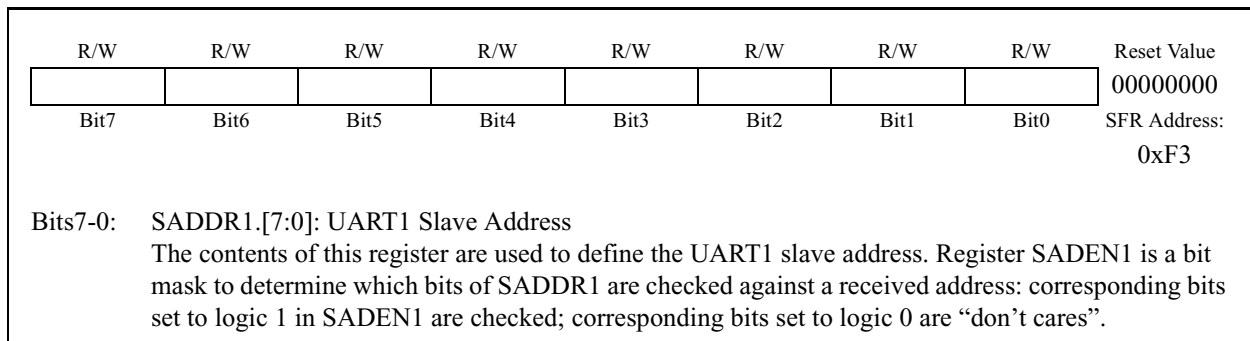 R/W R/W R/W R/W R/W R/W R/W R/W Reset Value
00000000
Bit7 Bit6 Bit5 Bit4 Bit3 Bit2 Bit1 Bit0 SFR Address:
0xF3
Bits7-0: SADDR1.[7:0]: UART1 Slave Address
The contents of this register are used to define the UART1 slave address. Register SADEN1 is a bit
mask to determine which bits of SADDR1 are checked against a received address: corresponding bits
set to logic 1 in SADEN1 are checked; corresponding bits set to logic 0 are “don’t cares”.